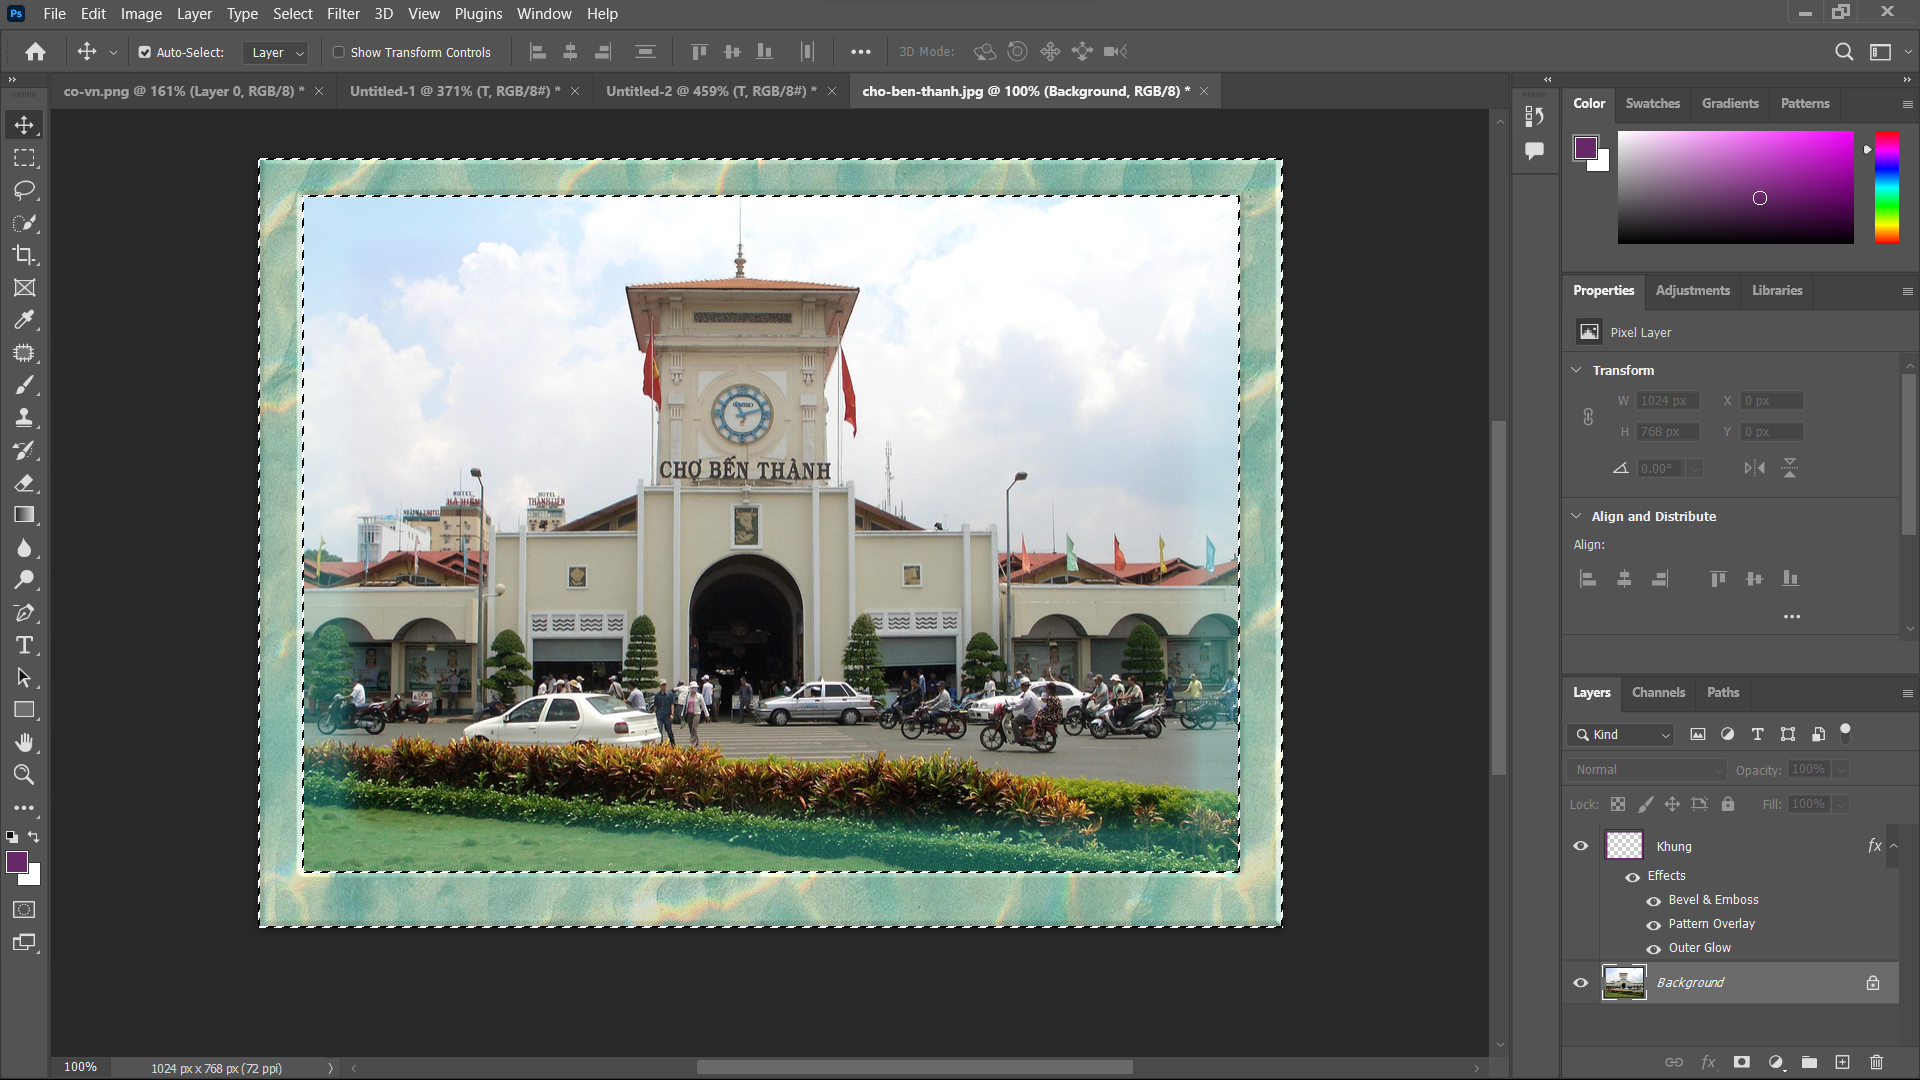 Ps File Edit Image Layer Type Select Filter 3D View Plugins Window Help
Auto-Select: Layer Show Transform Controls 3D Mode:
co-vn.png @ 161% (Layer 0, RGB/8) * Untitled-1 @ 371% (T, RGB/8#) * Untitled-2 @ 459% (T, RGB/8#) * cho-ben-thanh.jpg @ 100% (Background, RGB/8) *
Color Swatches Gradients Patterns
Properties Adjustments Libraries
Pixel Layer
Transform
W 1024 px X 0 px
H 768 px Y 0 px
0.00°
Align and Distribute
Align:
CHỢ BẾN THÀNH
HOTEL
HOTEL
Layers Channels Paths
Kind
Normal Opacity: 100%
Lock: Fill: 100%
Khung fx
Effects
Bevel & Emboss
Pattern Overlay
Outer Glow
Background
fx
100% 1024 px x 768 px (72 ppi)